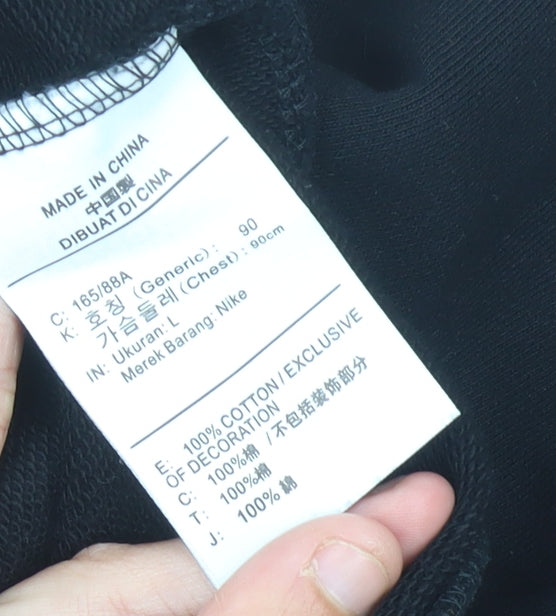 MADE IN CHINA
中国製
DIBUAT DI CINA
C: 165/88A
K: 호칭 (Generic): 90
가슴둘레(Chest): 90cm
IN: Ukuran: L
Merek Barang: Nike
E: 100% COTTON/EXCLUSIVE
OF DECORATION
C: 100%棉 /不包括装饰部分
T: 100%棉
J: 100% 綿